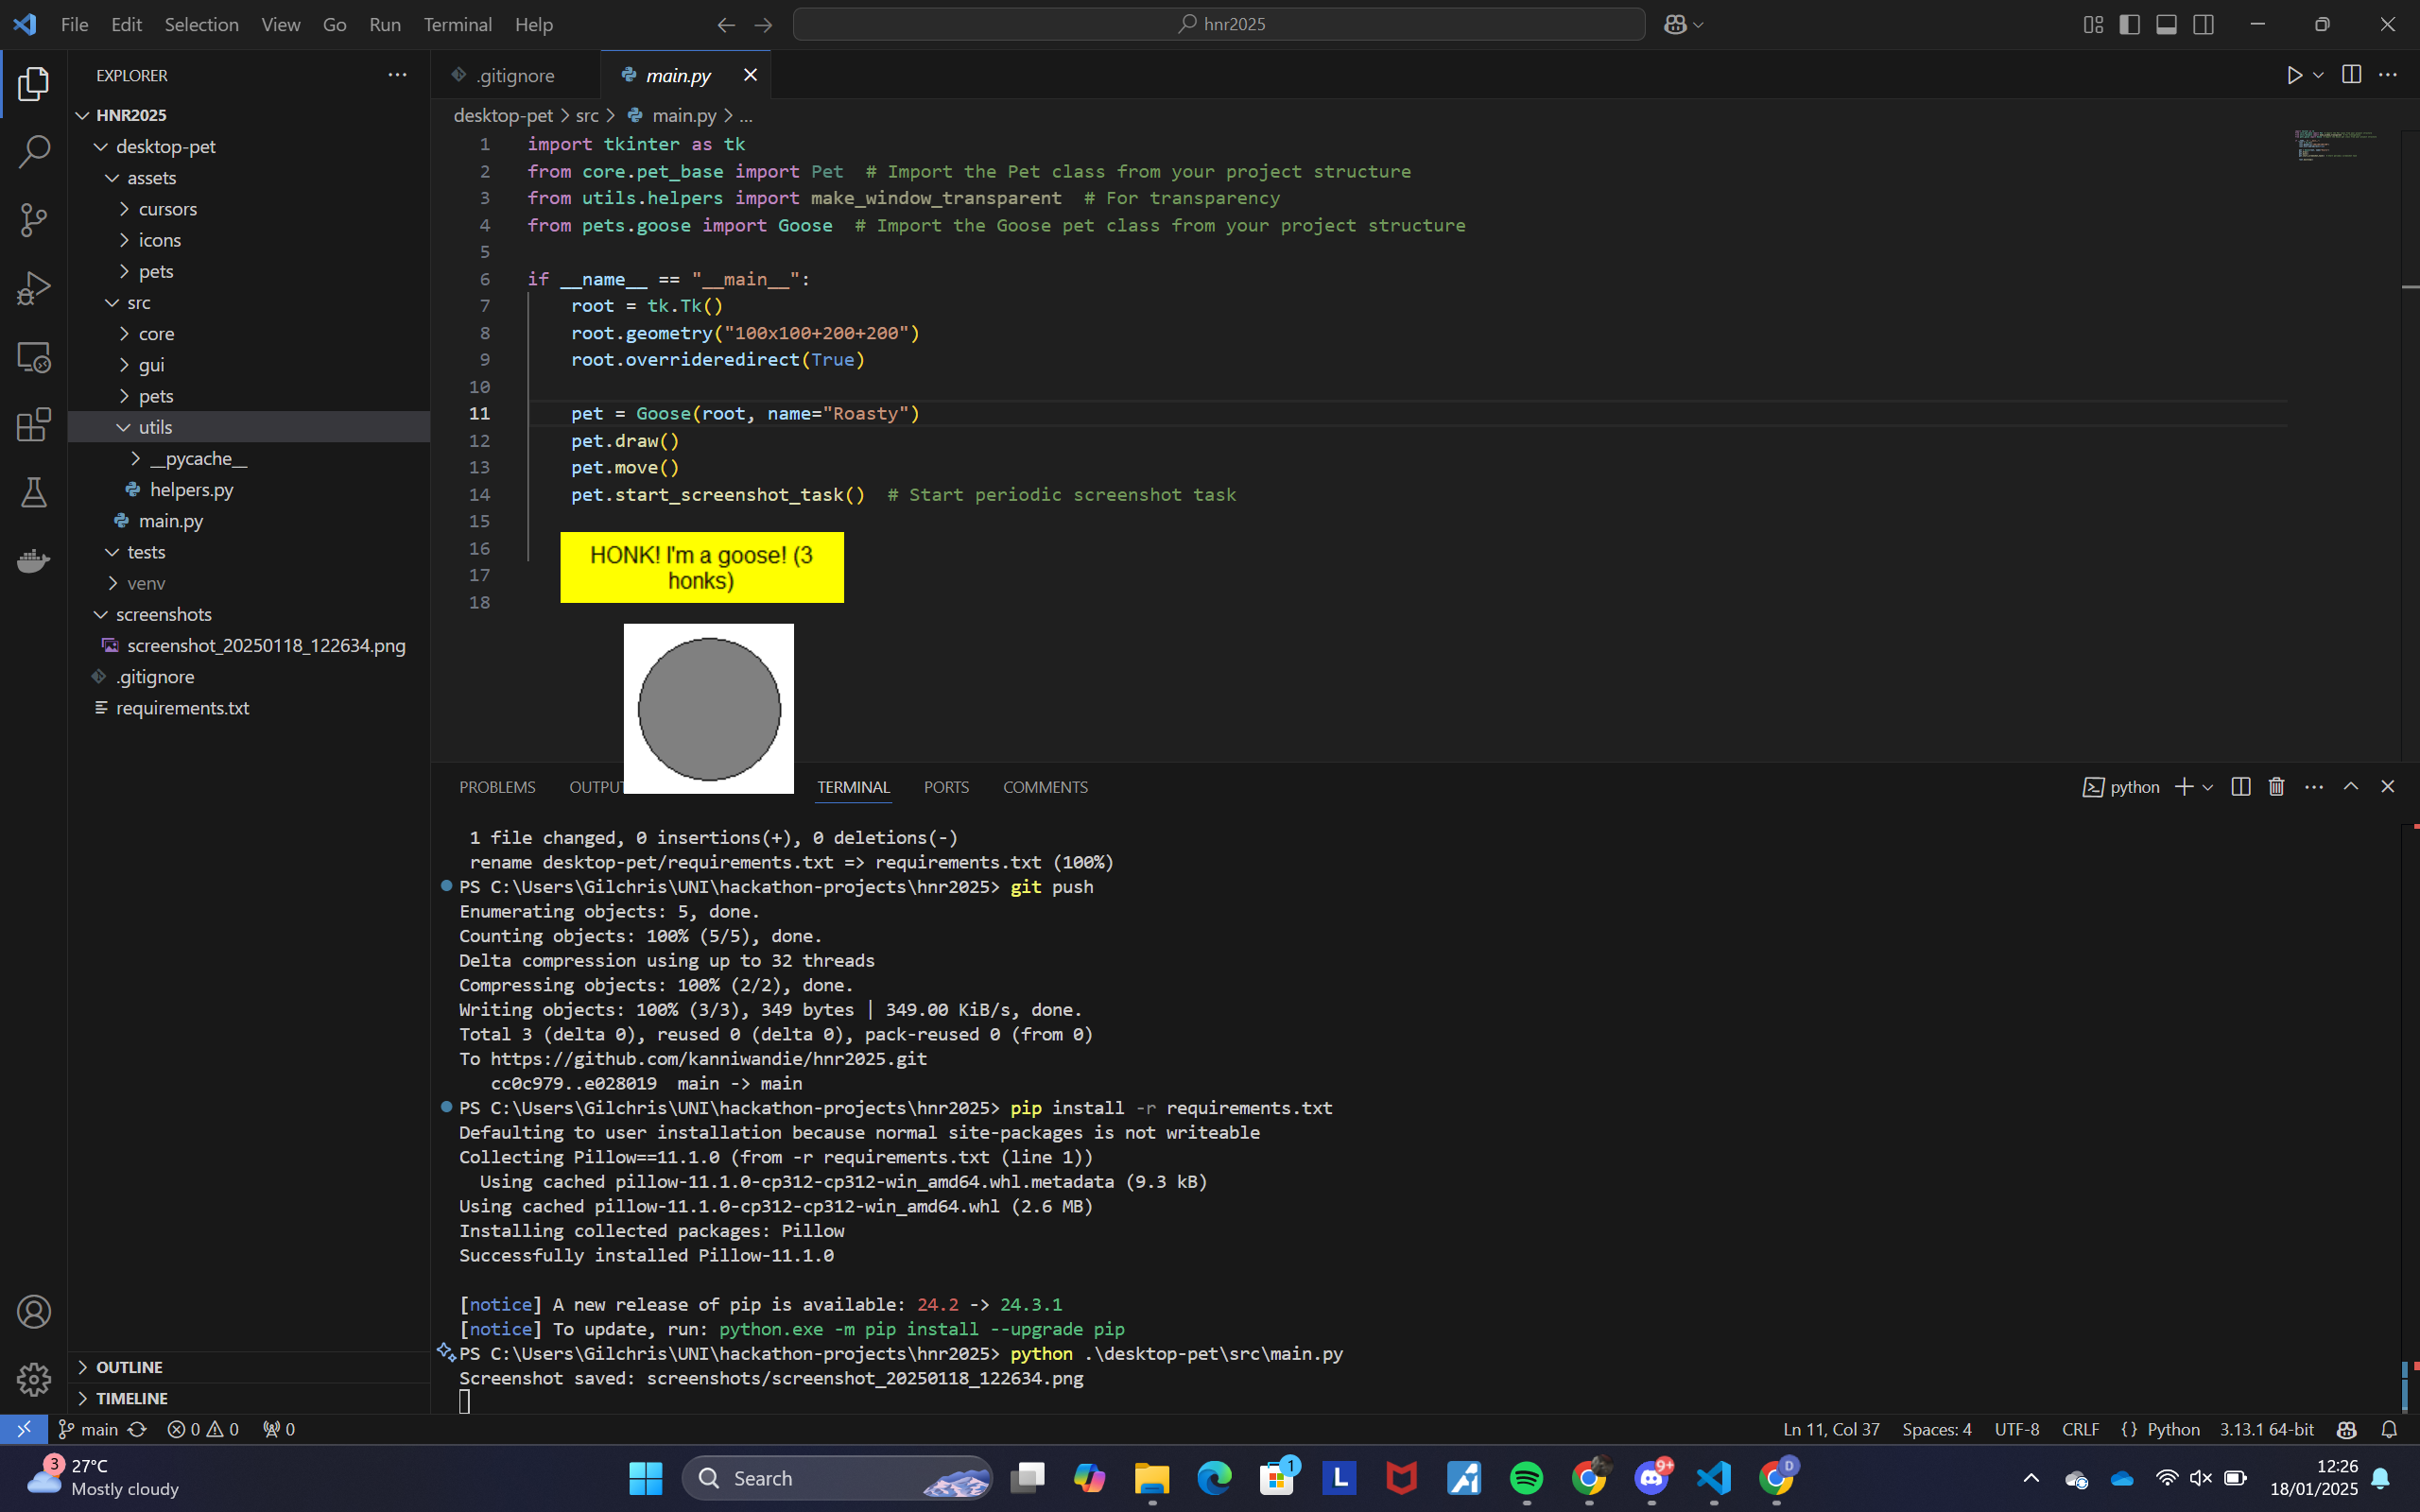 File Edit Selection View Go Run Terminal Help
hnr2025
EXPLORER
HNR2025
desktop-pet
assets
cursors
icons
pets
src
core
gui
pets
utils
__pycache__
helpers.py
main.py
tests
venv
screenshots
screenshot_20250118_122634.png
.gitignore
requirements.txt
OUTLINE
TIMELINE
.gitignore main.py
desktop-pet > src > main.py > ...
1 import tkinter as tk
2 from core.pet_base import Pet # Import the Pet class from your project structure
3 from utils.helpers import make_window_transparent # For transparency
4 from pets.goose import Goose # Import the Goose pet class from your project structure
5
6 if __name__ == "__main__":
7 root = tk.Tk()
8 root.geometry("100x100+200+200")
9 root.overrideredirect(True)
10
11 pet = Goose(root, name="Roasty")
12 pet.draw()
13 pet.move()
14 pet.start_screenshot_task() # Start periodic screenshot task
15
16
17
18
HONK! I'm a goose! (3
honks)
PROBLEMS OUTPUT TERMINAL PORTS COMMENTS
python
1 file changed, 0 insertions(+), 0 deletions(-)
rename desktop-pet/requirements.txt => requirements.txt (100%)
PS C:\Users\Gilchris\UNI\hackathon-projects\hnr2025> git push
Enumerating objects: 5, done.
Counting objects: 100% (5/5), done.
Delta compression using up to 32 threads
Compressing objects: 100% (2/2), done.
Writing objects: 100% (3/3), 349 bytes | 349.00 KiB/s, done.
Total 3 (delta 0), reused 0 (delta 0), pack-reused 0 (from 0)
To https://github.com/kanniwandie/hnr2025.git
cc0c979..e028019 main -> main
PS C:\Users\Gilchris\UNI\hackathon-projects\hnr2025> pip install -r requirements.txt
Defaulting to user installation because normal site-packages is not writeable
Collecting Pillow==11.1.0 (from -r requirements.txt (line 1))
Using cached pillow-11.1.0-cp312-cp312-win_amd64.whl.metadata (9.3 kB)
Using cached pillow-11.1.0-cp312-cp312-win_amd64.whl (2.6 MB)
Installing collected packages: Pillow
Successfully installed Pillow-11.1.0
[notice] A new release of pip is available: 24.2 -> 24.3.1
[notice] To update, run: python.exe -m pip install --upgrade pip
PS C:\Users\Gilchris\UNI\hackathon-projects\hnr2025> python .\desktop-pet\src\main.py
Screenshot saved: screenshots/screenshot_20250118_122634.png
main 0 0 0
Ln 11, Col 37 Spaces: 4 UTF-8 CRLF {} Python 3.13.1 64-bit
3
27°C
Mostly cloudy
Search
1
L
9+
D
12:26
18/01/2025